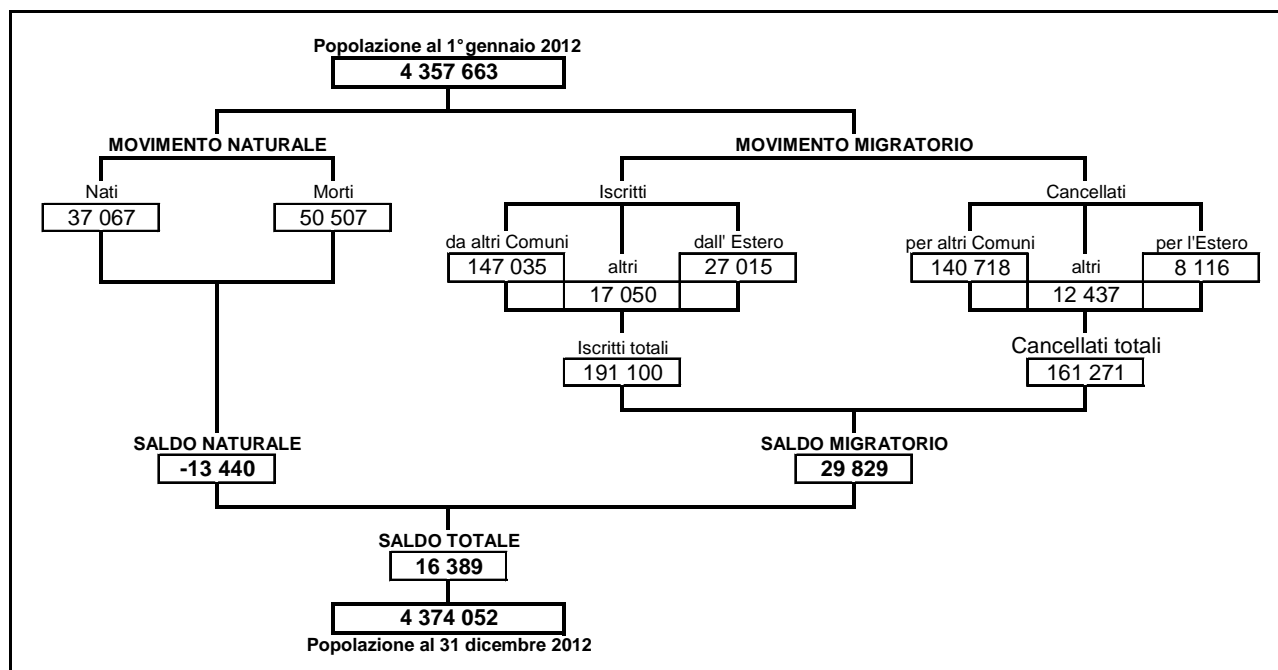 Popolazione al 1° gennaio 2012
4 357 663
MOVIMENTO NATURALE
MOVIMENTO MIGRATORIO
Nati
Morti
Iscritti
Cancellati
37 067
50 507
da altri Comuni
altri
dall' Estero
per altri Comuni
altri
per l'Estero
147 035
27 015
140 718
8 116
17 050
12 437
Iscritti totali
Cancellati totali
191 100
161 271
SALDO NATURALE
SALDO MIGRATORIO
-13 440
29 829
SALDO TOTALE
16 389
4 374 052
Popolazione al 31 dicembre 2012